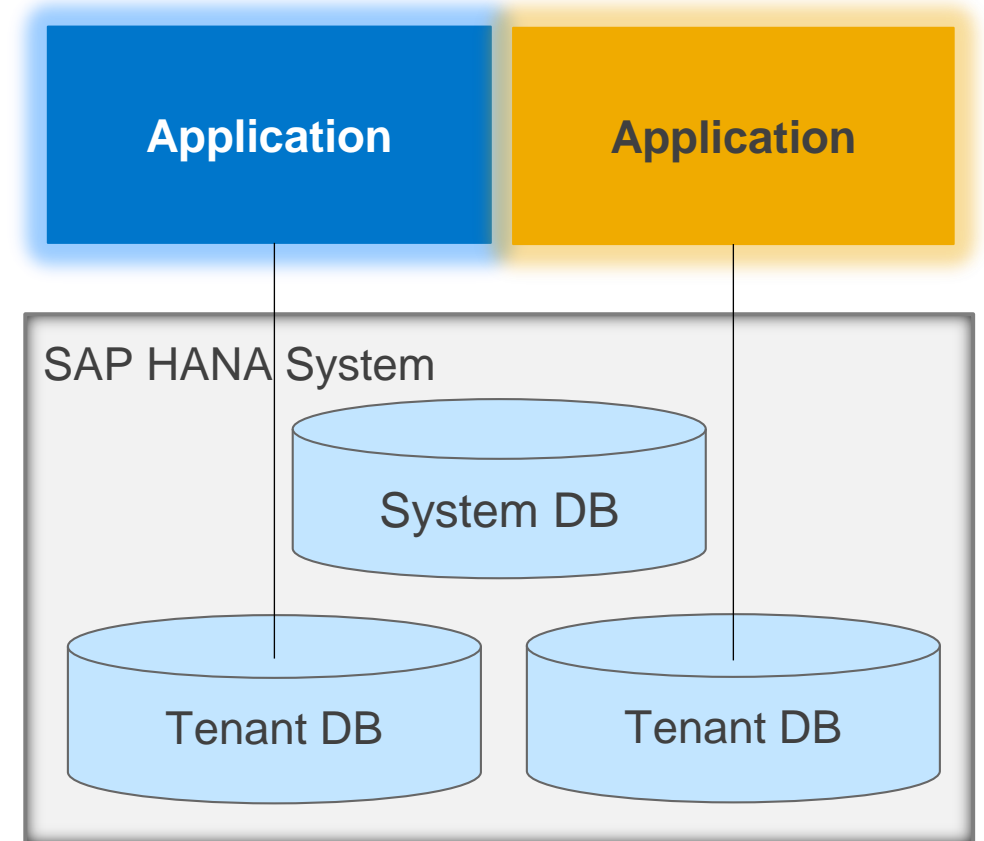 Application
Application
SAP HANA System
System DB
Tenant DB
Tenant DB